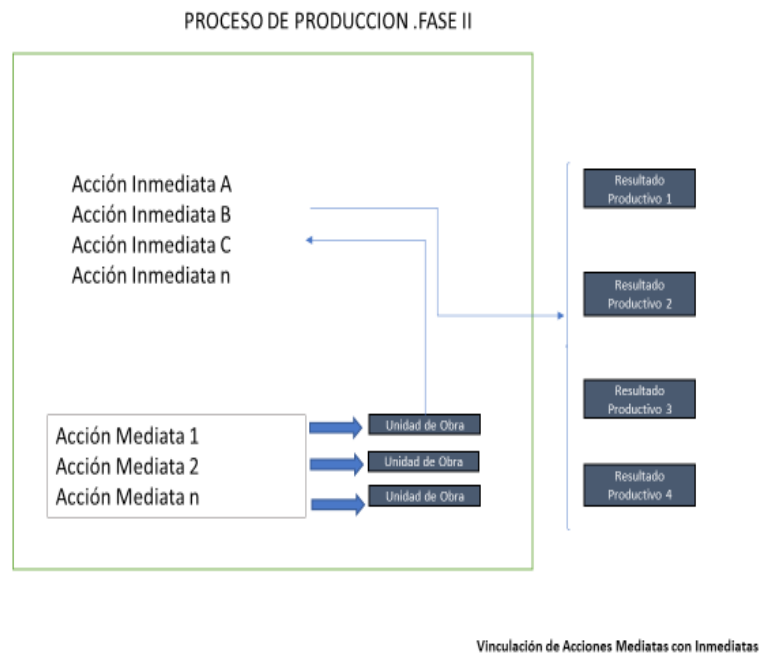 PROCESO DE PRODUCCION .FASE II
Acción Inmediata A
Acción Inmediata B
Acción Inmediata C
Acción Inmediata n
Acción Mediata 1
Acción Mediata 2
Acción Mediata n
Unidad de Obra
Unidad de Obra
Unidad de Obra
Resultado
Productivo 1
Resultado
Productivo 2
Resultado
Productivo 3
Resultado
Productivo 4
Vinculación de Acciones Mediatas con Inmediatas